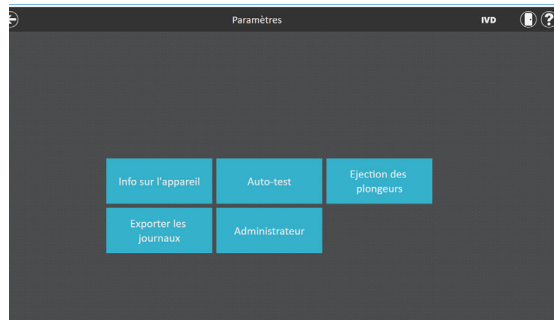 Paramètres
IVD
?
Info sur l'appareil
Auto-test
Ejection des
plongeurs
Exporter les
journaux
Administrateur